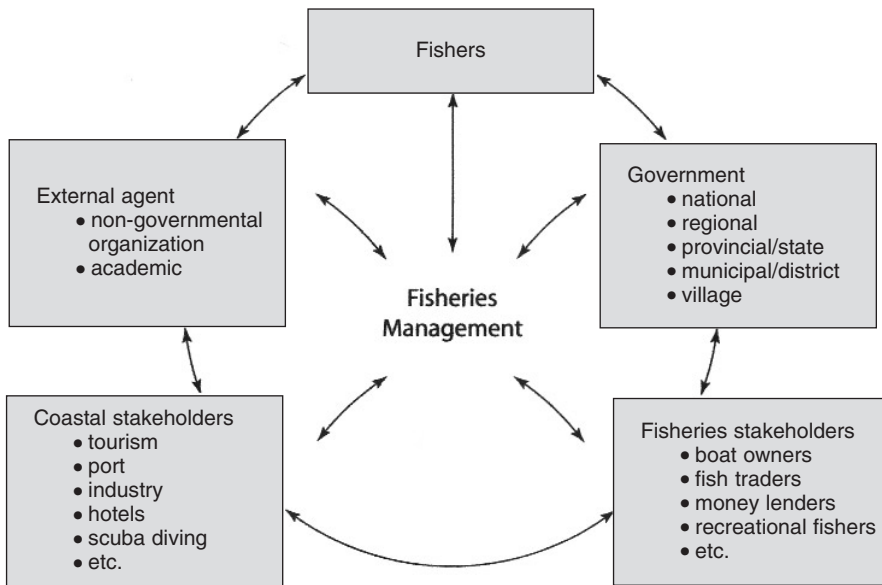 Fishers
External agent
• non-governmental
organization
• academic
Government
• national
• regional
• provincial/state
• municipal/district
• village
Fisheries
Management
Coastal stakeholders
• tourism
• port
• industry
• hotels
• scuba diving
• etc.
Fisheries stakeholders
• boat owners
• fish traders
• money lenders
• recreational fishers
• etc.